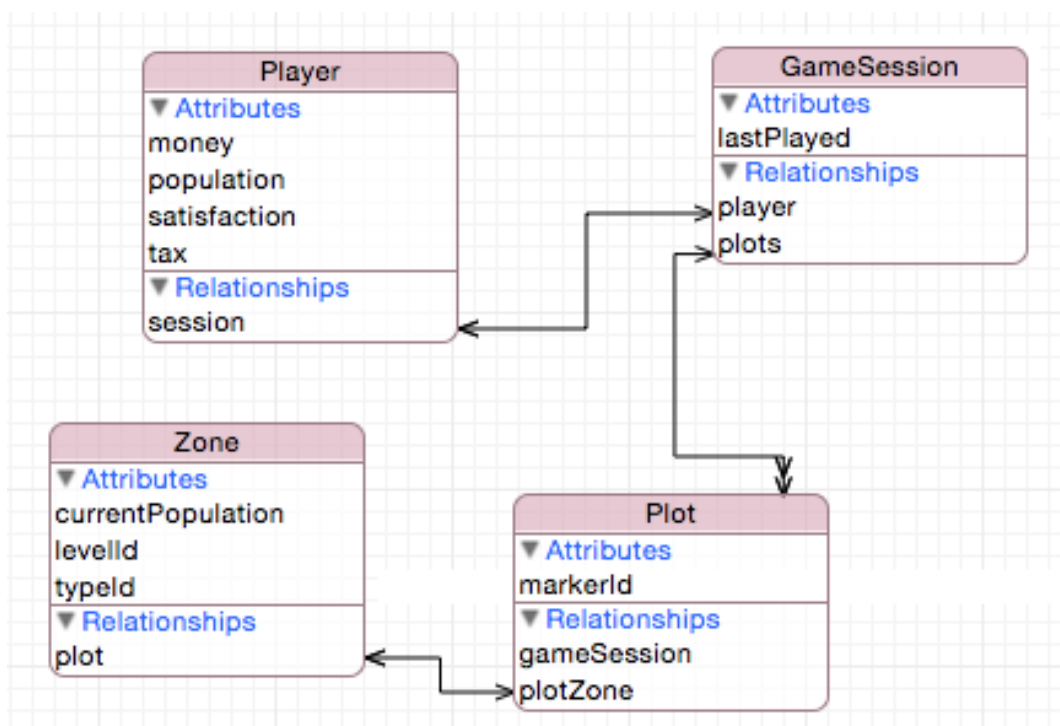 Player
Attributes
money
population
satisfaction
tax
Relationships
session
GameSession
Attributes
lastPlayed
Relationships
player
plots
Zone
Attributes
currentPopulation
levelId
typeId
Relationships
plot
Plot
Attributes
markerId
Relationships
gameSession
plotZone